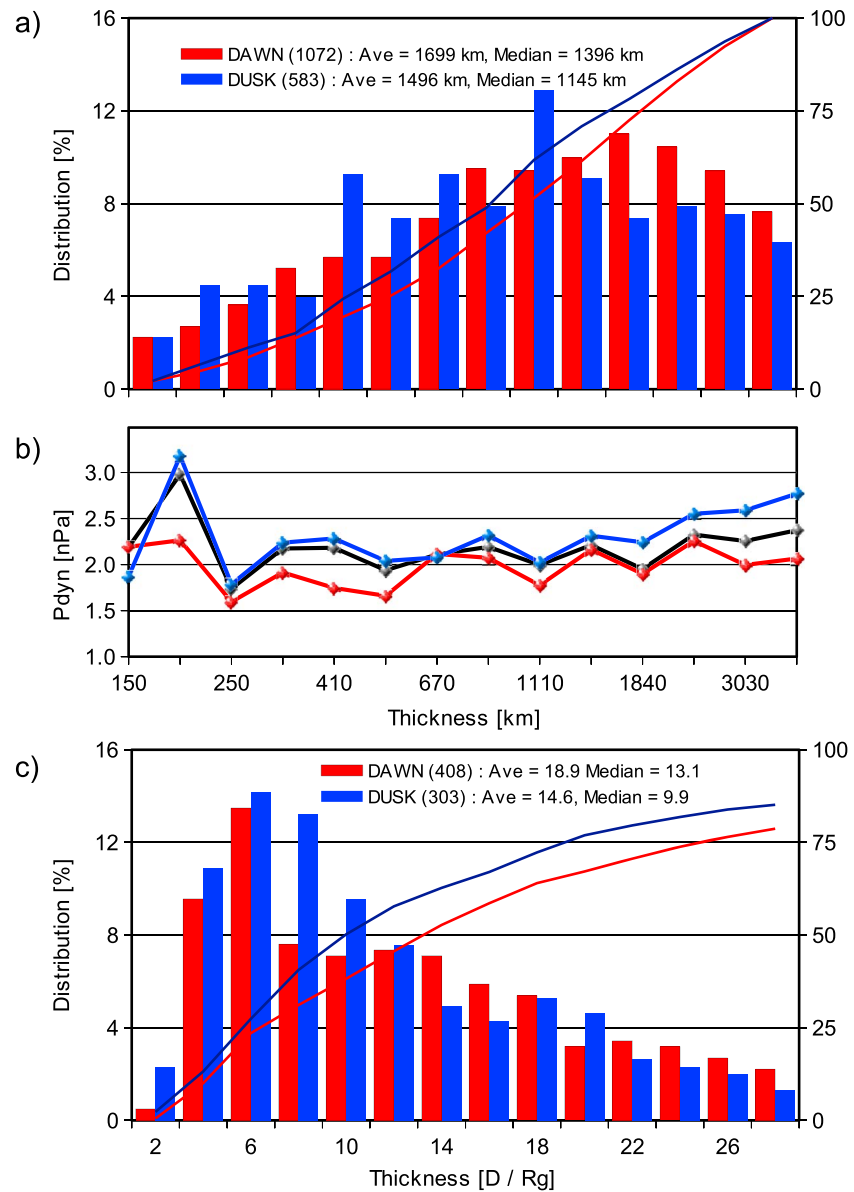 a)
16
12
8
4
0
Distribution [%]
DAWN (1072) : Ave = 1699 km, Median = 1396 km
DUSK (583) : Ave = 1496 km, Median = 1145 km
100
75
50
25
0
b)
3.0
2.5
2.0
1.5
1.0
Pdyn [nPa]
150 250 410 670 1110 1840 3030
Thickness [km]
c)
16
12
8
4
0
Distribution [%]
DAWN (408) : Ave = 18.9 Median = 13.1
DUSK (303) : Ave = 14.6, Median = 9.9
100
75
50
25
0
2 6 10 14 18 22 26
Thickness [D / Rg]